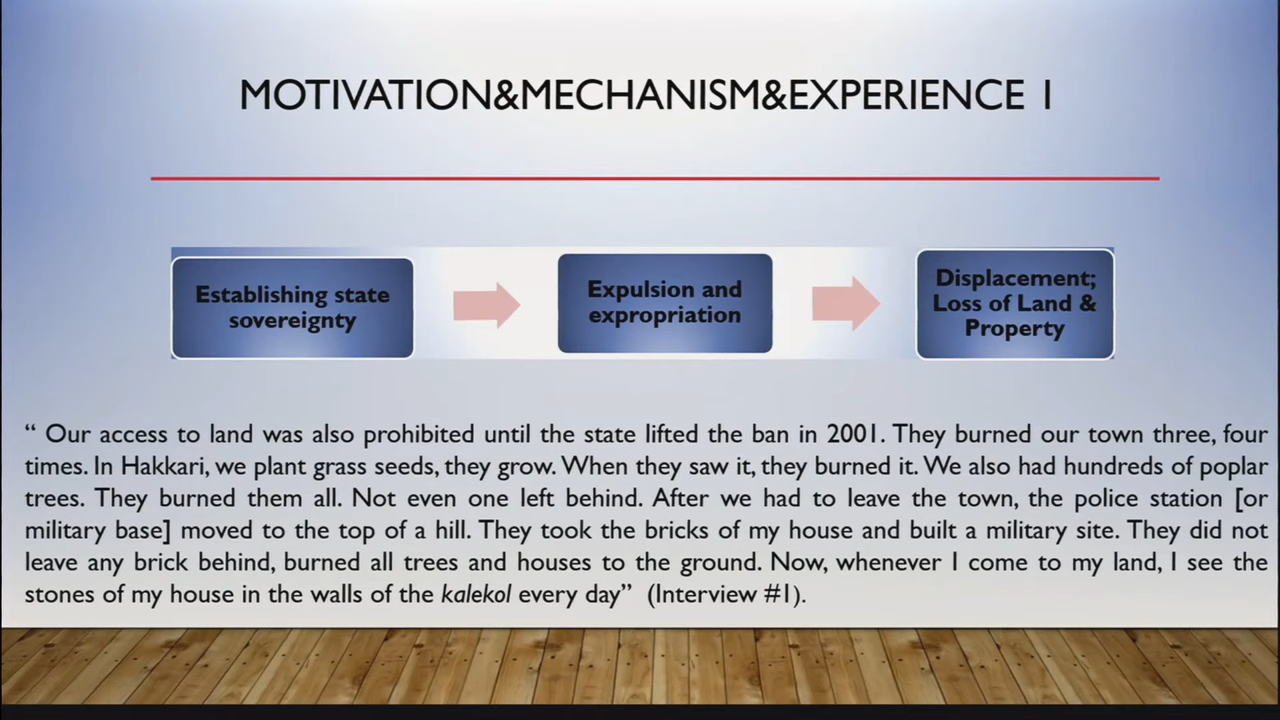 MOTIVATION&MECHANISM&EXPERIENCE 1
Establishing state
sovereignty
Expulsion and
expropriation
Displacement;
Loss of Land &
Property
“ Our access to land was also prohibited until the state lifted the ban in 2001. They burned our town three, four
times. In Hakkari, we plant grass seeds, they grow. When they saw it, they burned it. We also had hundreds of poplar
trees. They burned them all. Not even one left behind. After we had to leave the town, the police station [or
military base] moved to the top of a hill. They took the bricks of my house and built a military site. They did not
leave any brick behind, burned all trees and houses to the ground. Now, whenever I come to my land, I see the
stones of my house in the walls of the kalekol every day” (Interview #1).